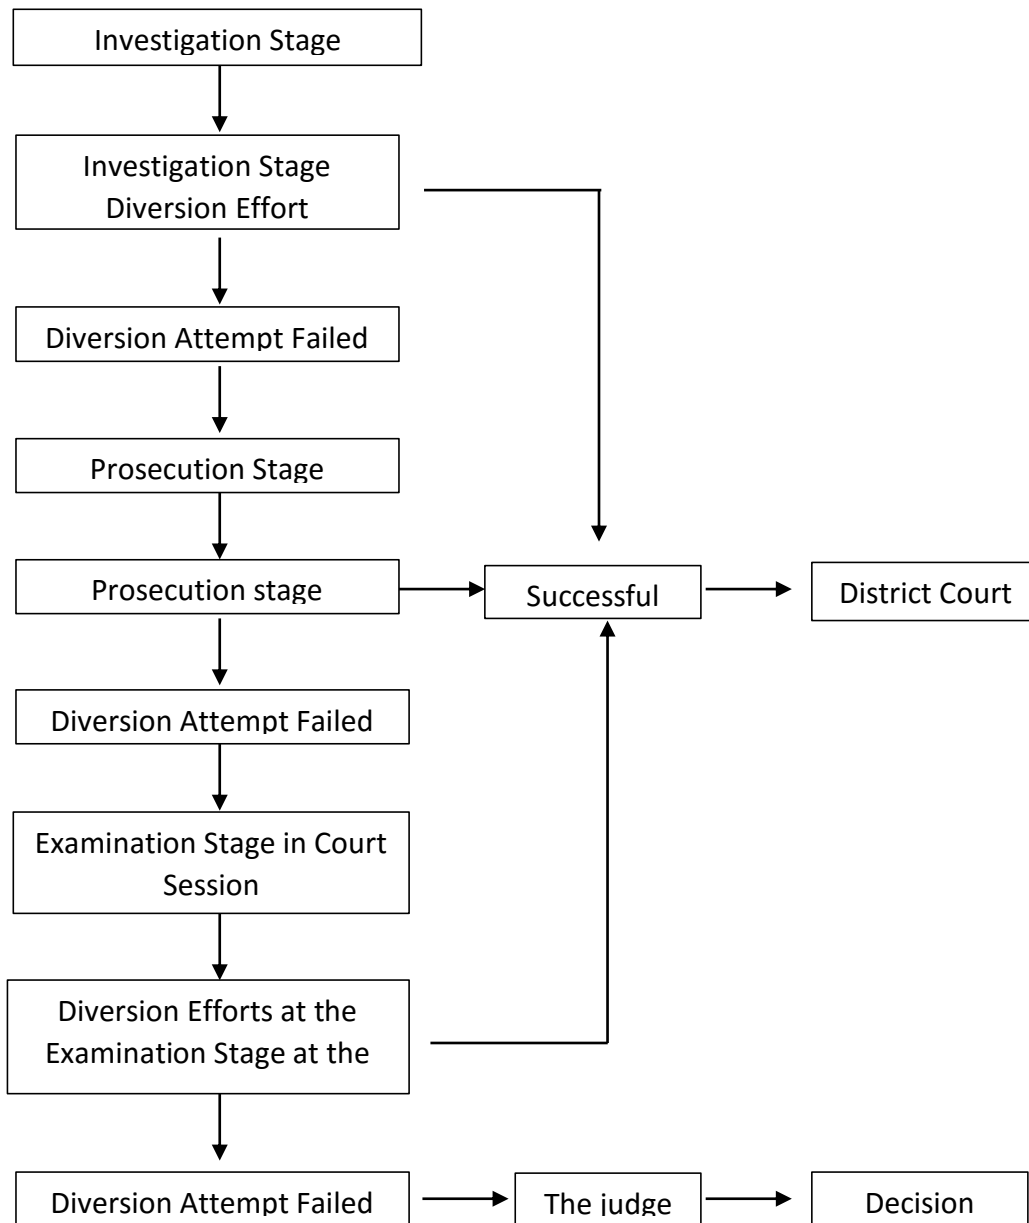 Investigation Stage
Investigation Stage
Diversion Effort
Diversion Attempt Failed
Prosecution Stage
Prosecution stage
Successful
District Court
Diversion Attempt Failed
Examination Stage in Court
Session
Diversion Efforts at the
Examination Stage at the
Diversion Attempt Failed
The judge
Decision